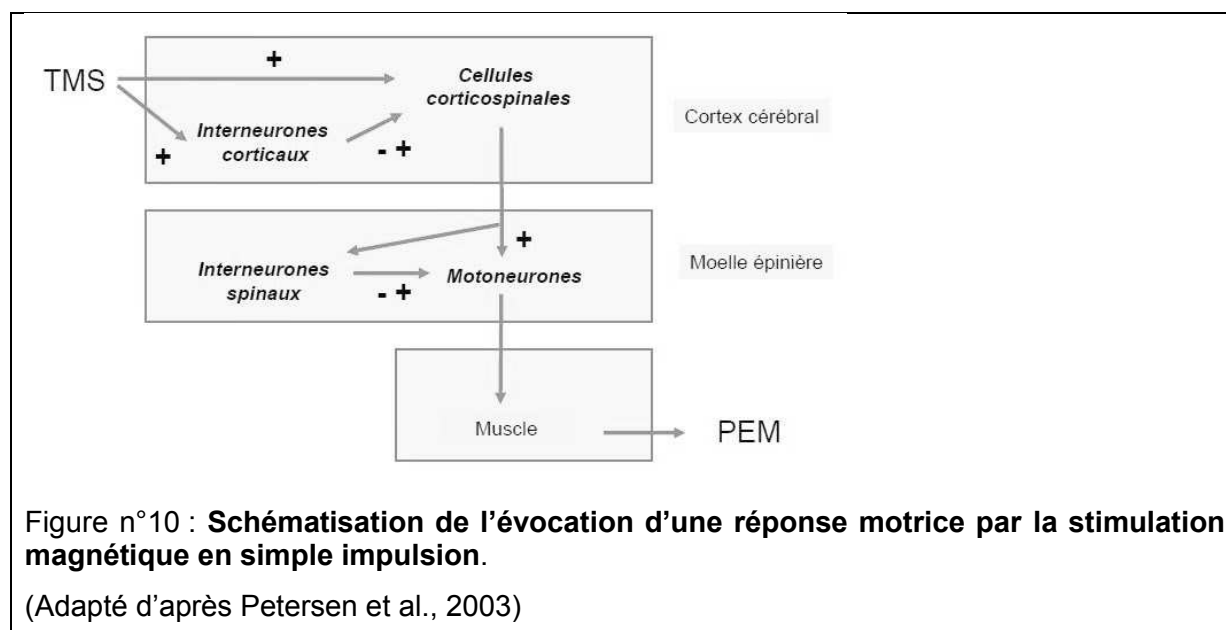 +
TMS
Cellules
corticospinales
Cortex cérébral
Interneurones
corticaux
+
- +
+
Moelle épinière
Interneurones
spinaux
- +
Motoneurones
Muscle
PEM
Figure n°10 : Schématisation de l’évocation d’une réponse motrice par la stimulation
magnétique en simple impulsion.
(Adapté d’après Petersen et al., 2003)